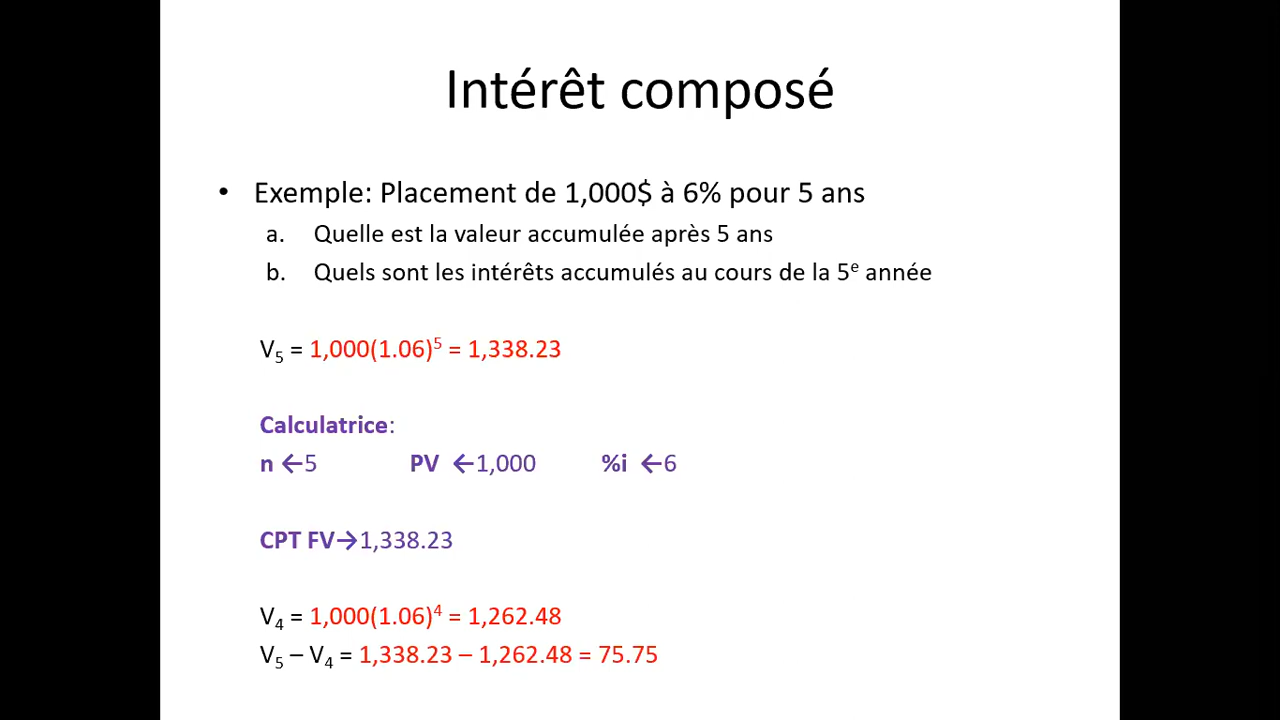 Intérêt composé
• Exemple: Placement de 1,000$ à 6% pour 5 ans
a. Quelle est la valeur accumulée après 5 ans
b. Quels sont les intérêts accumulés au cours de la 5ᵉ année
V₅ = 1,000(1.06)⁵ = 1,338.23
Calculatrice:
n ←5 PV ←1,000 %i ←6
CPT FV→1,338.23
V₄ = 1,000(1.06)⁴ = 1,262.48
V₅ – V₄ = 1,338.23 – 1,262.48 = 75.75